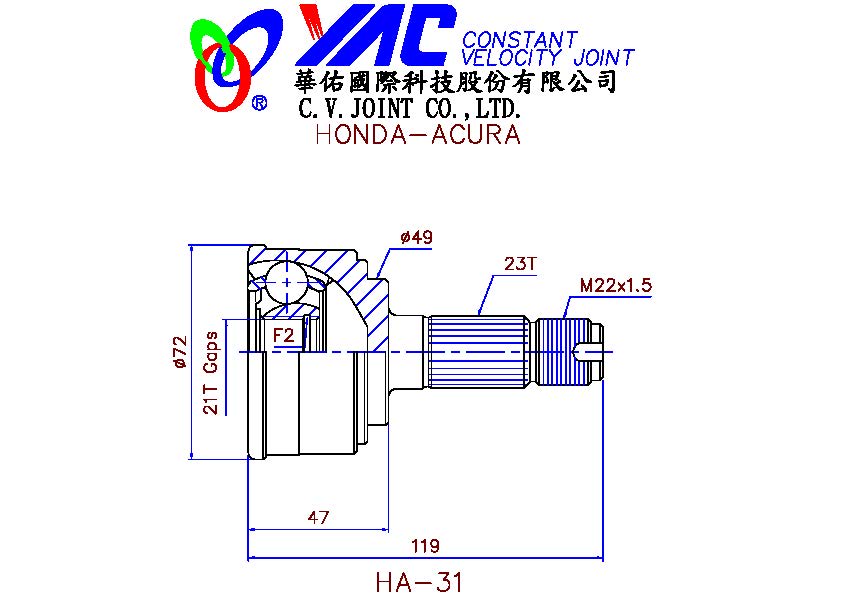 YAC CONSTANT
VELOCITY JOINT
華佑國際科技股份有限公司
®
C.V.JOINT CO.,LTD.
HONDA-ACURA
ø49
23T
M22x1.5
ø72
21T Gaps
F2
47
119
HA-31